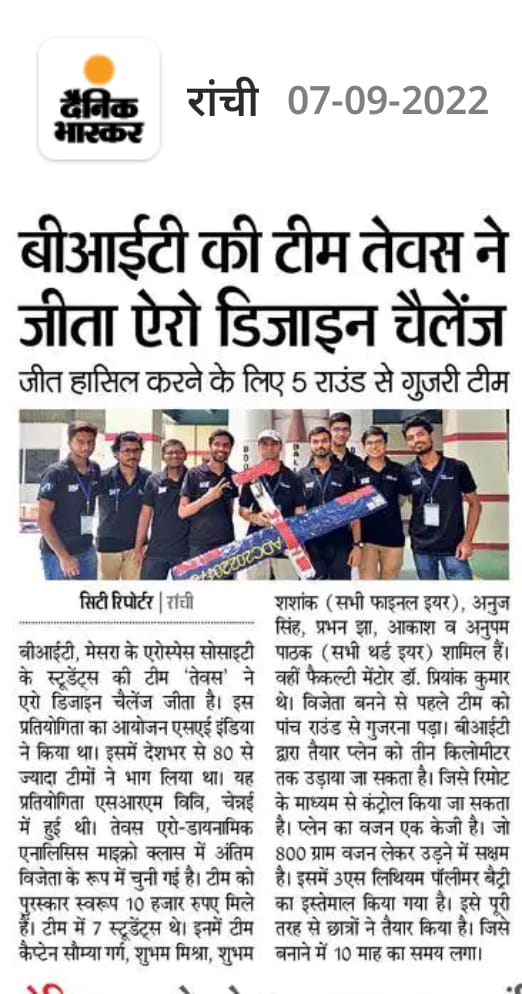 दैनिक
भास्कर
रांची 07-09-2022
बीआईटी की टीम तेवस ने
जीता ऐरो डिजाइन चैलेंज
जीत हासिल करने के लिए 5 राउंड से गुजरी टीम
ADC2022
सिटी रिपोर्टर | रांची
बीआईटी, मेसरा के एरोस्पेस सोसाइटी
के स्टूडेंट्स की टीम 'तेवस' ने
एरो डिजाइन चैलेंज जीता है। इस
प्रतियोगिता का आयोजन एसएई इंडिया
ने किया था। इसमें देशभर से 80 से
ज्यादा टीमों ने भाग लिया था। यह
प्रतियोगिता एसआरएम विवि, चेन्नई
में हुई थी। तेवस एरो-डायनामिक
एनालिसिस माइक्रो क्लास में अंतिम
विजेता के रूप में चुनी गई है। टीम को
पुरस्कार स्वरूप 10 हजार रुपए मिले
हैं। टीम में 7 स्टूडेंट्स थे। इनमें टीम
कैप्टेन सौम्या गर्ग, शुभम मिश्रा, शुभम
शशांक (सभी फाइनल इयर), अनुज
सिंह, प्रभन झा, आकाश व अनुपम
पाठक (सभी थर्ड इयर) शामिल हैं।
वहीं फैकल्टी मेंटोर डॉ. प्रियांक कुमार
थे। विजेता बनने से पहले टीम को
पांच राउंड से गुजरना पड़ा। बीआईटी
द्वारा तैयार प्लेन को तीन किलोमीटर
तक उड़ाया जा सकता है। जिसे रिमोट
के माध्यम से कंट्रोल किया जा सकता
है। प्लेन का वजन एक केजी है। जो
800 ग्राम वजन लेकर उड़ने में सक्षम
है। इसमें 3एस लिथियम पॉलीमर बैट्री
का इस्तेमाल किया गया है। इसे पूरी
तरह से छात्रों ने तैयार किया है। जिसे
बनाने में 10 माह का समय लगा।